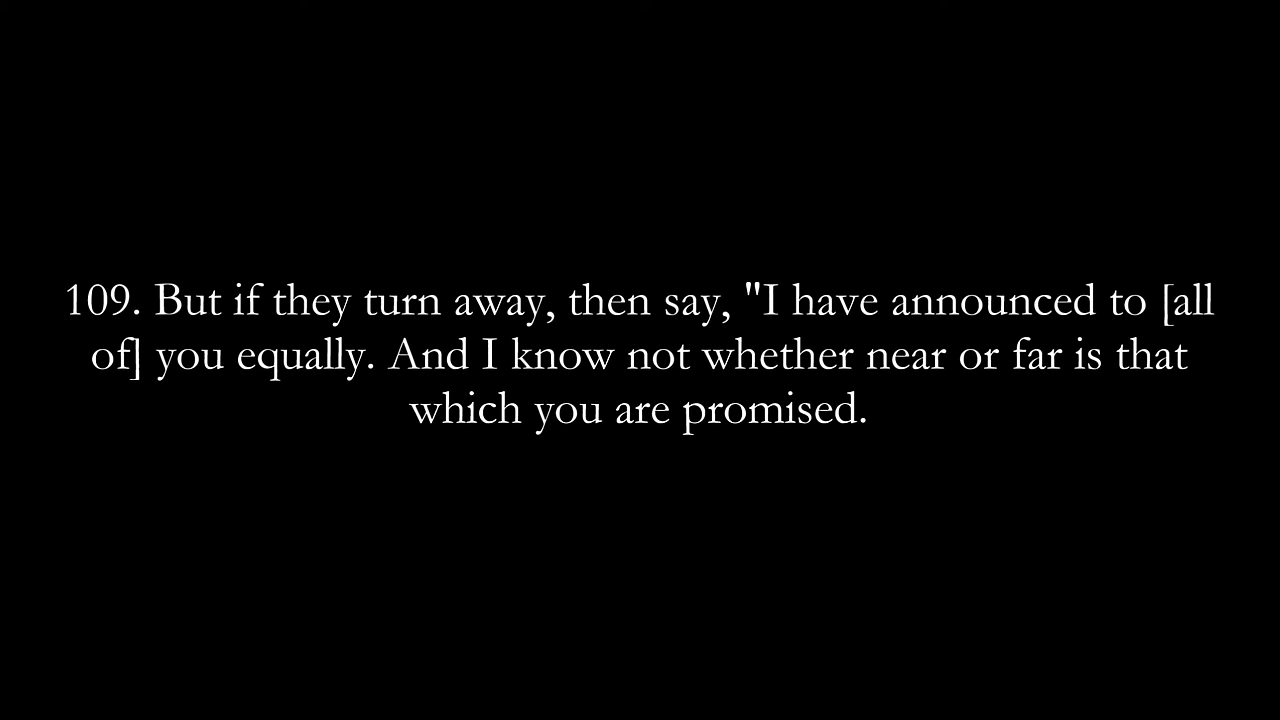 109. But if they turn away, then say, "I have announced to [all
of] you equally. And I know not whether near or far is that
which you are promised.